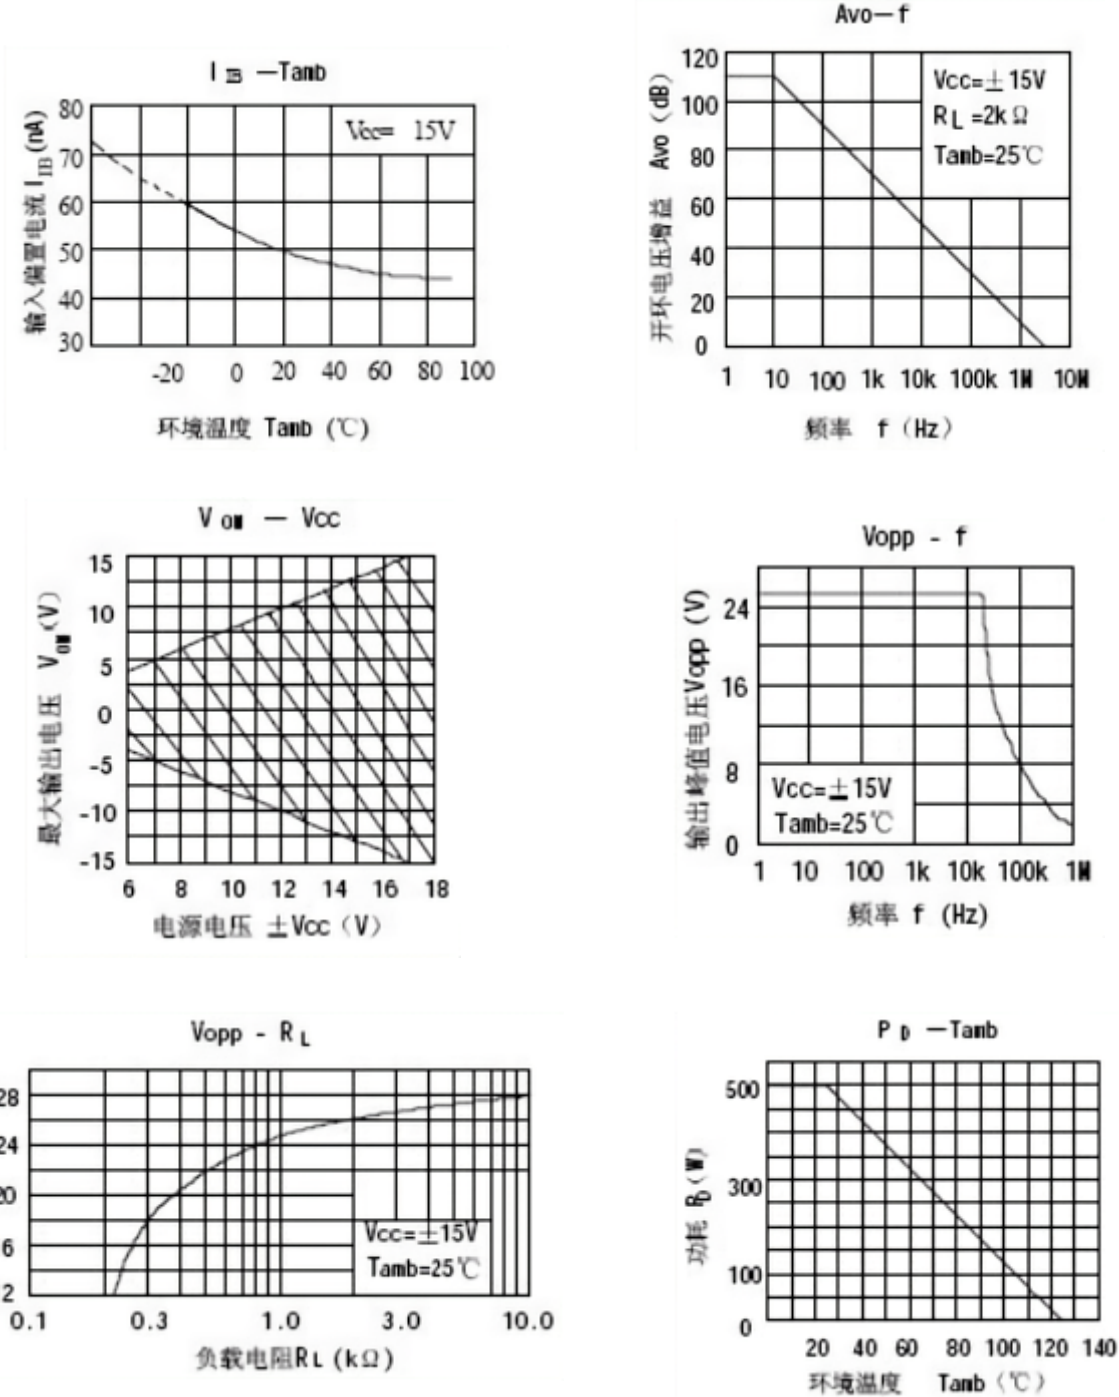 I IB —Tamb
输入偏置电流 IIB(nA)
80
70
60
50
40
30
Vcc= 15V
-20 0 20 40 60 80 100
环境温度 Tamb (℃)
Avo—f
开环电压增益 Avo (dB)
120
100
80
60
40
20
0
Vcc=±15V
RL=2kΩ
Tamb=25℃
1 10 100 1k 10k 100k 1M 10M
频率 f (Hz)
VOM — Vcc
最大输出电压 VOM(V)
15
10
5
0
-5
-10
-15
6 8 10 12 14 16 18
电源电压 ±Vcc (V)
Vopp - f
输出峰值电压Vopp (V)
24
16
8
0
Vcc=±15V
Tamb=25℃
1 10 100 1k 10k 100k 1M
频率 f (Hz)
Vopp - RL
28
24
20
6
2
Vcc=±15V
Tamb=25℃
0.1 0.3 1.0 3.0 10.0
负载电阻RL(kΩ)
PD —Tamb
功耗 PD(W)
500
300
100
0
20 40 60 80 100 120 140
环境温度 Tamb (℃)